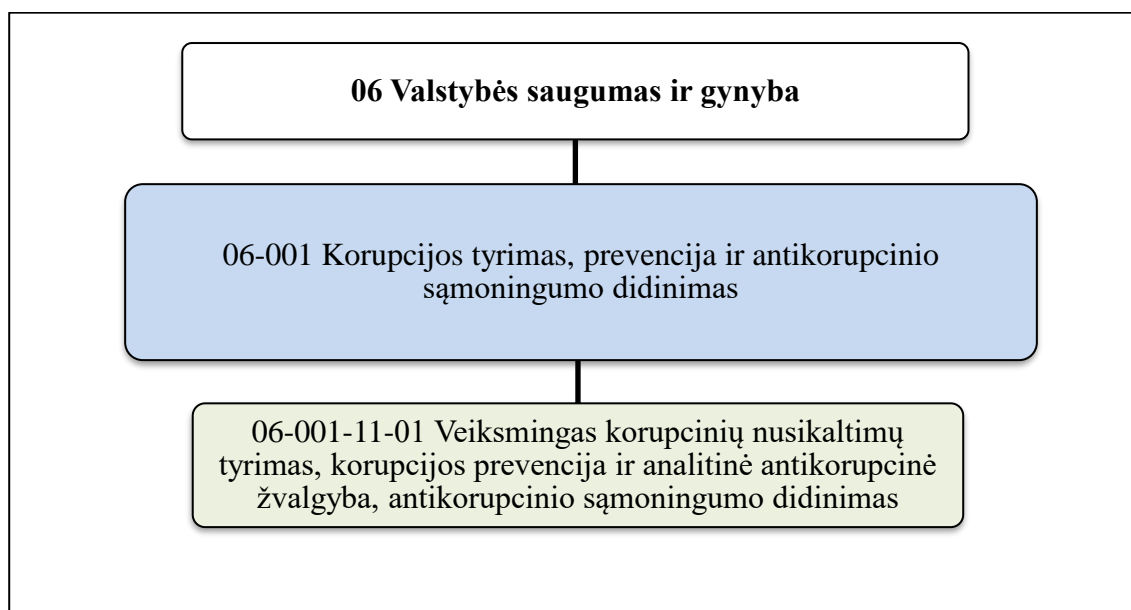 06 Valstybės saugumas ir gynyba
06-001 Korupcijos tyrimas, prevencija ir antikorupcinio
sąmoningumo didinimas
06-001-11-01 Veiksmingas korupcinių nusikaltimų
tyrimas, korupcijos prevencija ir analitinė antikorupcinė
žvalgyba, antikorupcinio sąmoningumo didinimas